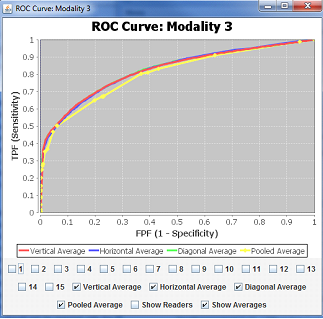 ROC Curve: Modality 3
ROC Curve: Modality 3
1
0.9
0.8
0.7
0.6
0.5
0.4
0.3
0.2
0.1
0
TPF (Sensitivity)
0 0.1 0.2 0.3 0.4 0.5 0.6 0.7 0.8 0.9 1
FPF (1 - Specificity)
Vertical Average Horizontal Average Diagonal Average Pooled Average
1 2 3 4 5 6 7 8 9 10 11 12 13
14 15 Vertical Average Horizontal Average Diagonal Average
Pooled Average Show Readers Show Averages